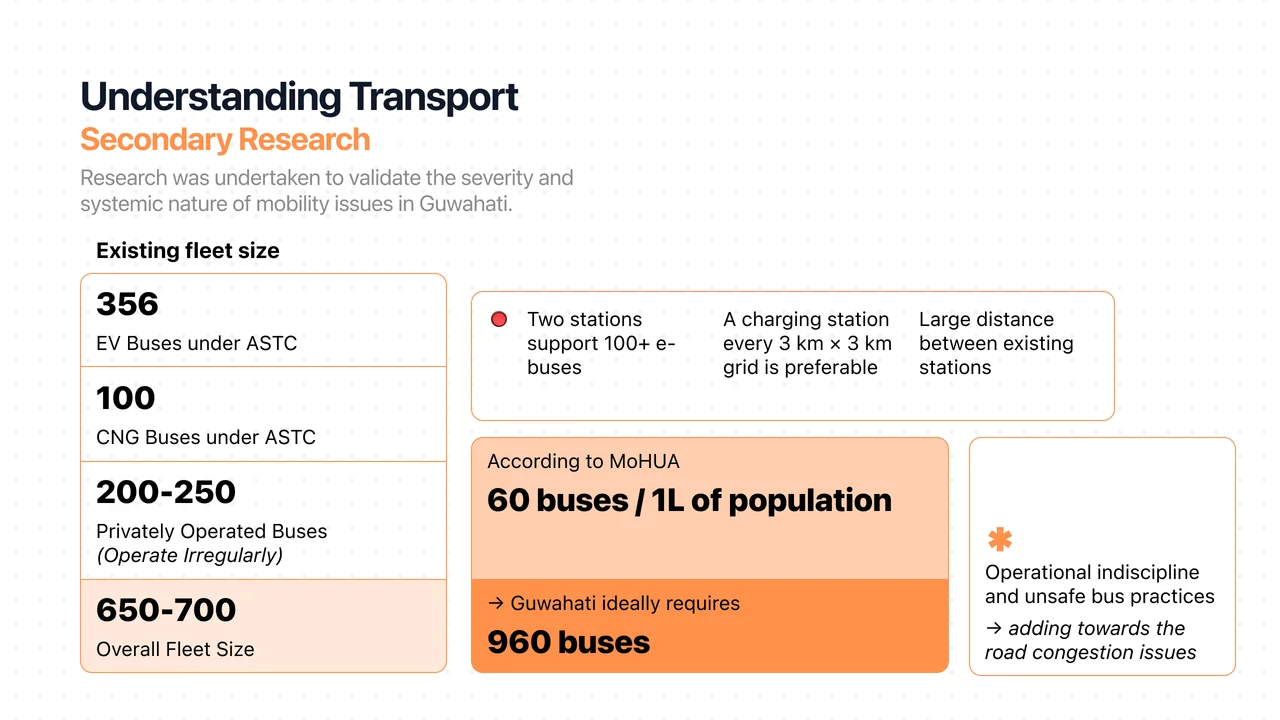 Understanding Transport
Secondary Research
Research was undertaken to validate the severity and
systemic nature of mobility issues in Guwahati.
Existing fleet size
356
EV Buses under ASTC
100
CNG Buses under ASTC
200-250
Privately Operated Buses
(Operate Irregularly)
650-700
Overall Fleet Size
Two stations
support 100+ e-
buses
A charging station
every 3 km × 3 km
grid is preferable
Large distance
between existing
stations
According to MoHUA
60 buses / 1L of population
→ Guwahati ideally requires
960 buses
Operational indiscipline
and unsafe bus practices
→ adding towards the
road congestion issues